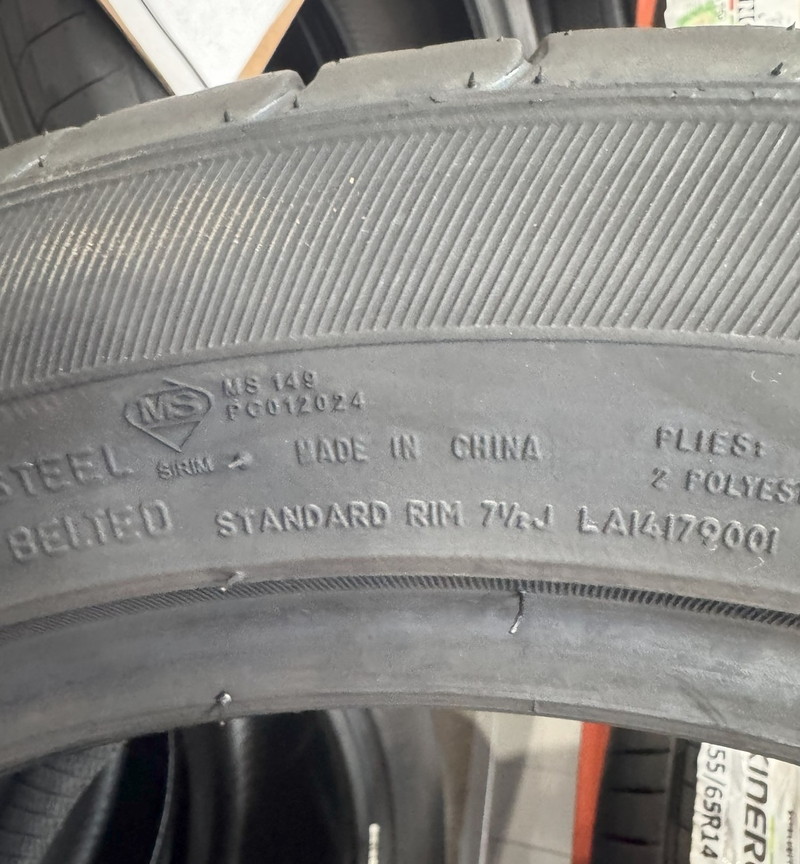 MS
SIRIM
MS 149
PC012024
STEEL
BELTED
MADE IN CHINA
STANDARD RIM 7½J LA14179001
PLIES:
2 POLYEST
KINER
55/65R14